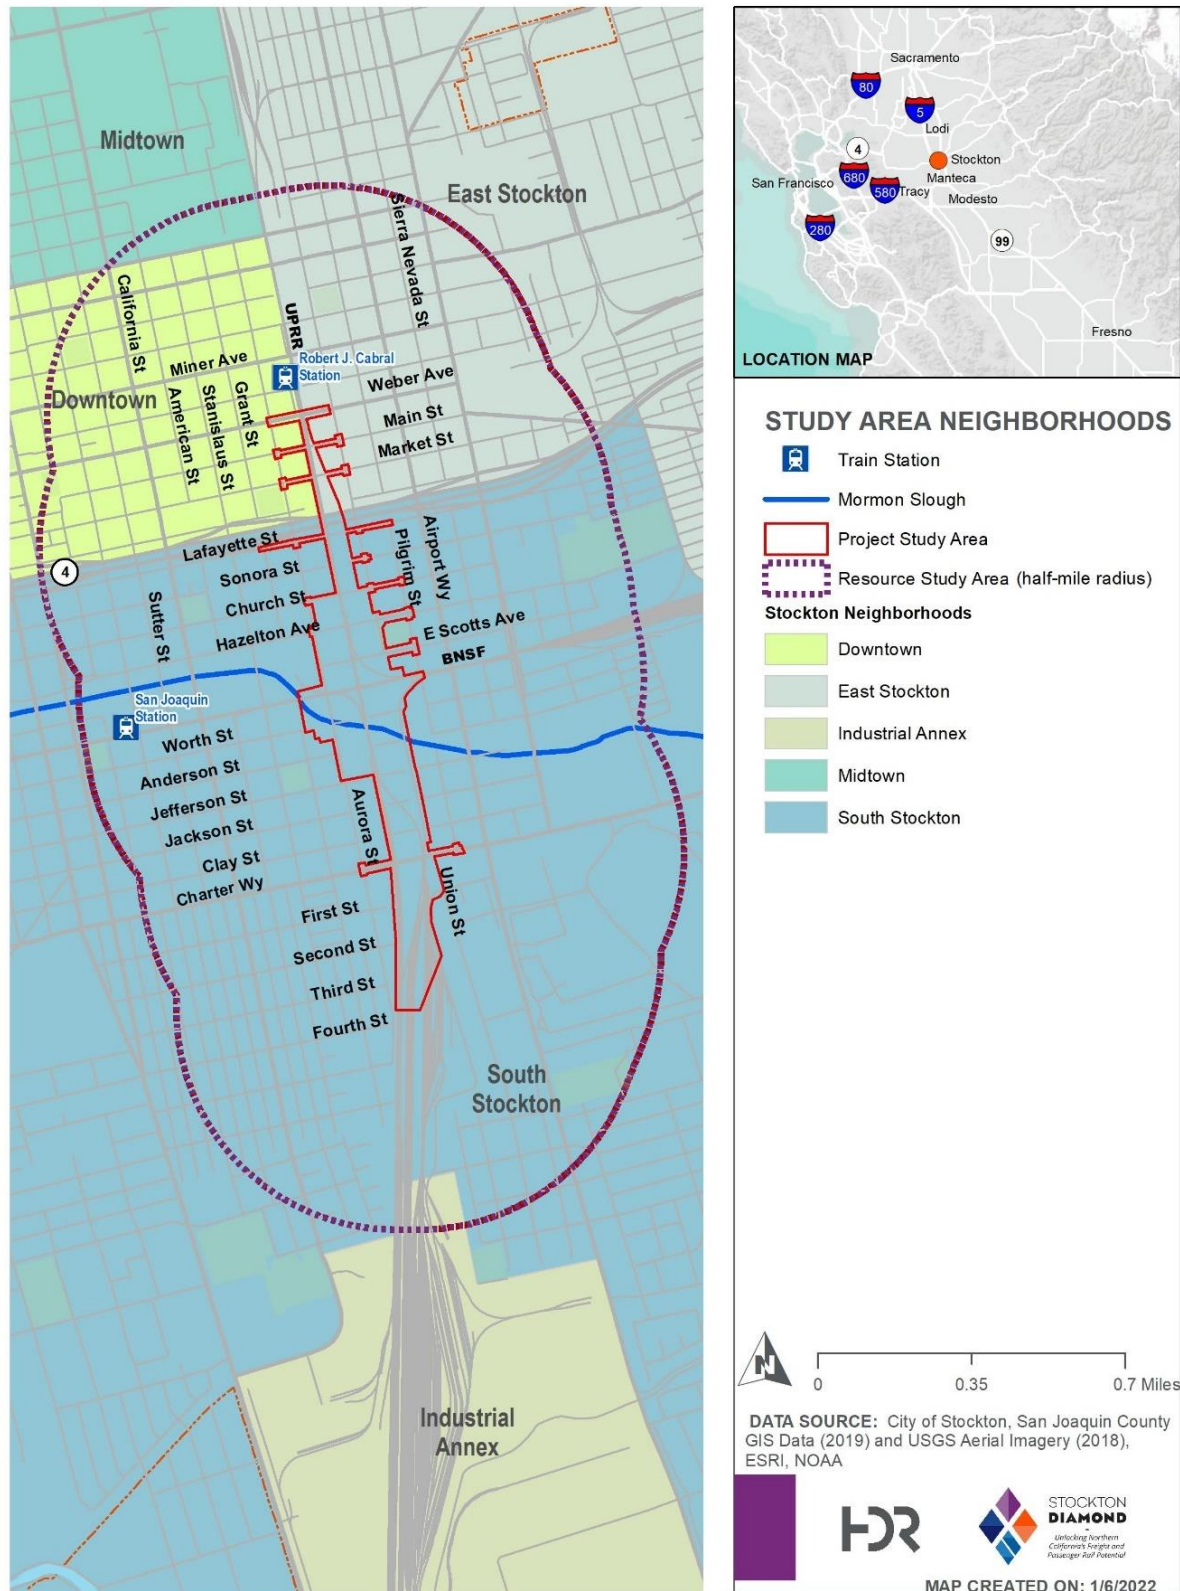 Midtown
East Stockton
Sierra Nevada St
California St
UPRR
Miner Ave
Robert J. Cabral
Station
Weber Ave
Downtown
American St
Stanislaus St
Grant St
Main St
Market St
Lafayette St
Pilgrim St
Airport Wy
4
Sonora St
Sutter St
Church St
Hazelton Ave
E Scotts Ave
BNSF
San Joaquin
Station
Worth St
Anderson St
Jefferson St
Aurora St
Jackson St
Clay St
Charter Wy
Union St
First St
Second St
Third St
Fourth St
South
Stockton
Industrial
Annex
Sacramento
80
5
Lodi
4
Stockton
680
Manteca
San Francisco
580
Tracy
Modesto
280
99
Fresno
LOCATION MAP
STUDY AREA NEIGHBORHOODS
Train Station
Mormon Slough
Project Study Area
Resource Study Area (half-mile radius)
Stockton Neighborhoods
Downtown
East Stockton
Industrial Annex
Midtown
South Stockton
N
0 0.35 0.7 Miles
DATA SOURCE: City of Stockton, San Joaquin County
GIS Data (2019) and USGS Aerial Imagery (2018),
ESRI, NOAA
HDR
STOCKTON
DIAMOND
Unlocking Northern
California's Freight and
Passenger Rail Potential
MAP CREATED ON: 1/6/2022